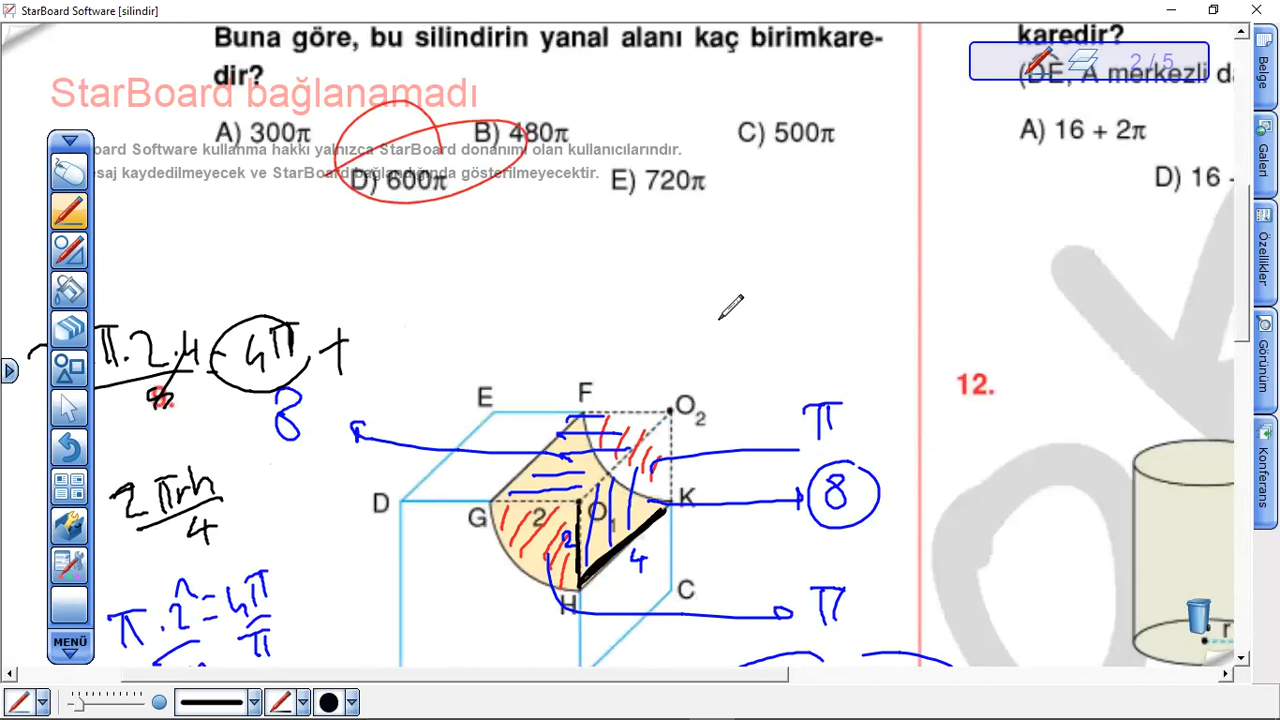 StarBoard Software [silindir]
Buna göre, bu silindirin yanal alanı kaç birimkare-
dir?
karedir?
(DE, A merkezli da
2 / 5
StarBoard bağlanamadı
A) 300π
B) 480π
C) 500π
oard Software kullanma hakkı yalnızca StarBoard donanımı olan kullanıcılarındır.
esaj kaydedilmeyecek ve StarBoard bağlandığında gösterilmeyecektir.
D) 600π
E) 720π
A) 16 + 2π
D) 16 -
π.2.4 = 4π +
8
2πrh
4
π.2² = 4π
π
12.
E
F
O₂
π
D
G
2
O₁
K
8
2
4
H
C
π
r
MENÜ
Belge
Galeri
Özellikler
Görünüm
Konferans